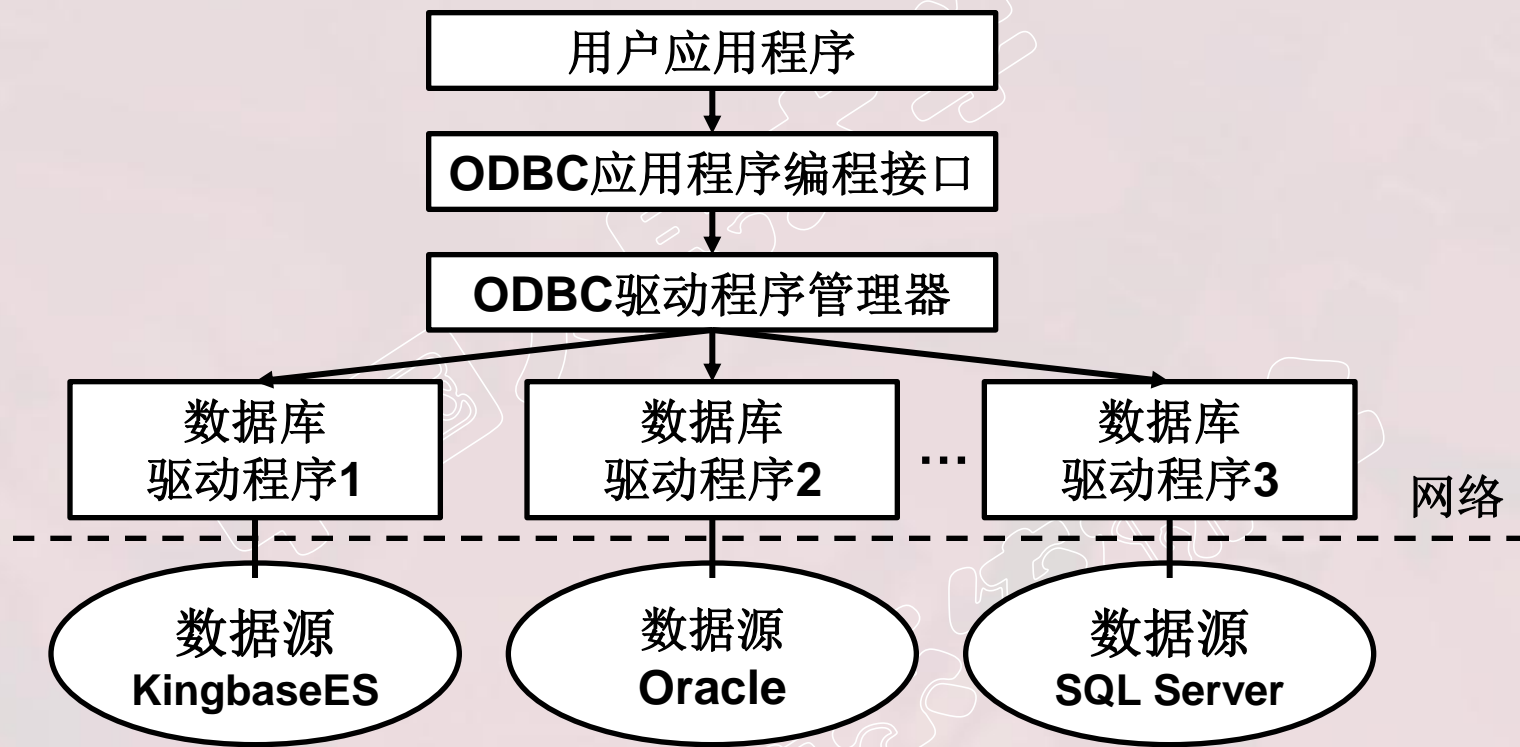 用户应用程序
ODBC应用程序编程接口
ODBC驱动程序管理器
数据库
驱动程序1
数据库
驱动程序2
…
数据库
驱动程序3
网络
数据源
KingbaseES
数据源
Oracle
数据源
SQL Server